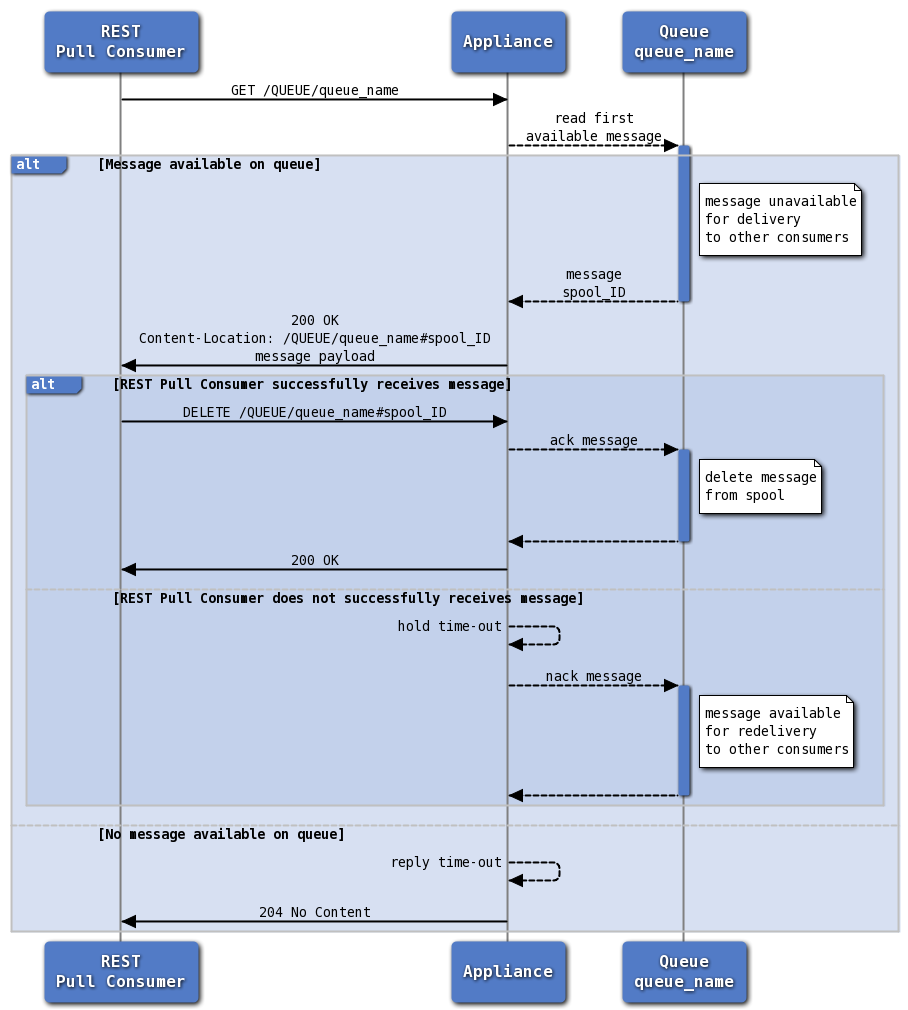 REST
Pull Consumer
Appliance
Queue
queue_name
GET /QUEUE/queue_name
read first
available message
alt
[Message available on queue]
message unavailable
for delivery
to other consumers
message
spool_ID
200 OK
Content-Location: /QUEUE/queue_name#spool_ID
message payload
alt
[REST Pull Consumer successfully receives message]
DELETE /QUEUE/queue_name#spool_ID
ack message
delete message
from spool
200 OK
[REST Pull Consumer does not successfully receives message]
hold time-out
nack message
message available
for redelivery
to other consumers
[No message available on queue]
reply time-out
204 No Content
REST
Pull Consumer
Appliance
Queue
queue_name